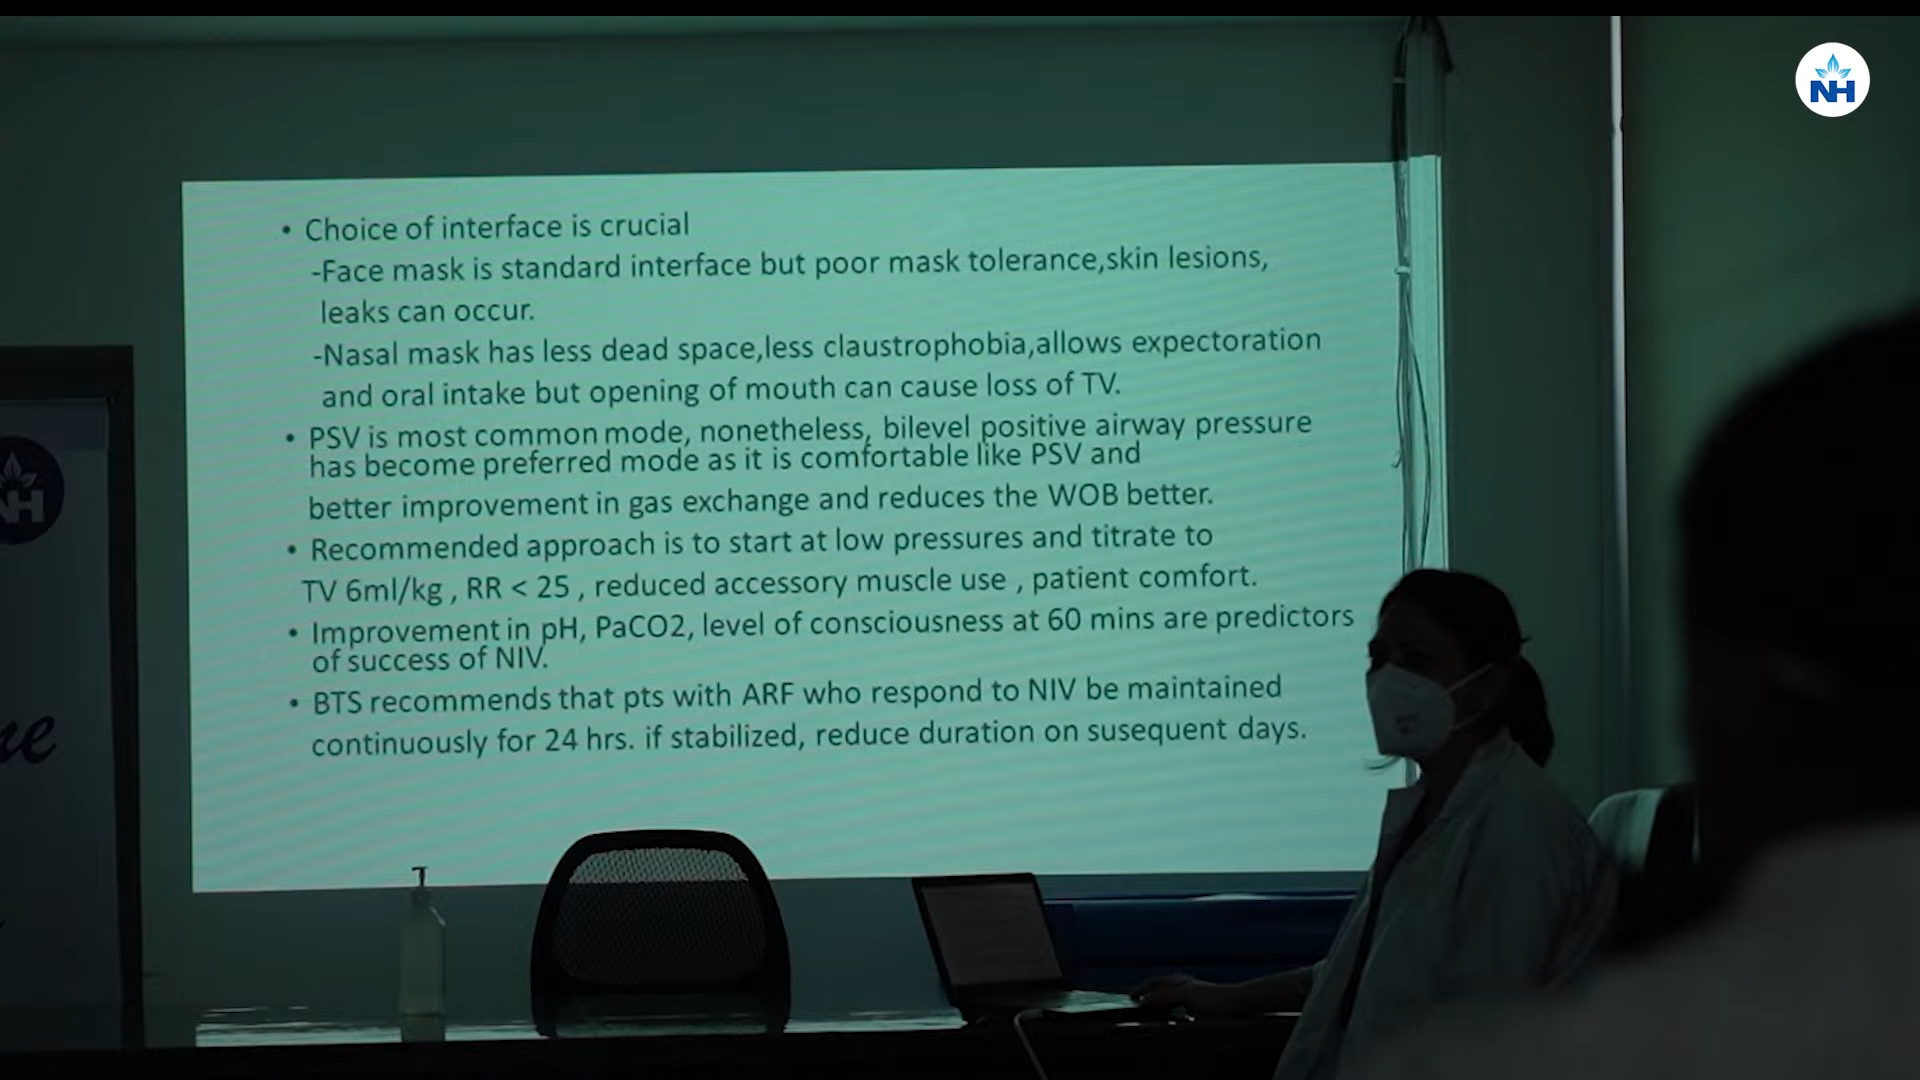 NH
• Choice of interface is crucial
-Face mask is standard interface but poor mask tolerance,skin lesions,
leaks can occur.
-Nasal mask has less dead space,less claustrophobia,allows expectoration
and oral intake but opening of mouth can cause loss of TV.
• PSV is most common mode, nonetheless, bilevel positive airway pressure
has become preferred mode as it is comfortable like PSV and
better improvement in gas exchange and reduces the WOB better.
• Recommended approach is to start at low pressures and titrate to
TV 6ml/kg , RR < 25 , reduced accessory muscle use , patient comfort.
• Improvement in pH, PaCO2, level of consciousness at 60 mins are predictors
of success of NIV.
• BTS recommends that pts with ARF who respond to NIV be maintained
continuously for 24 hrs. if stabilized, reduce duration on susequent days.
NH